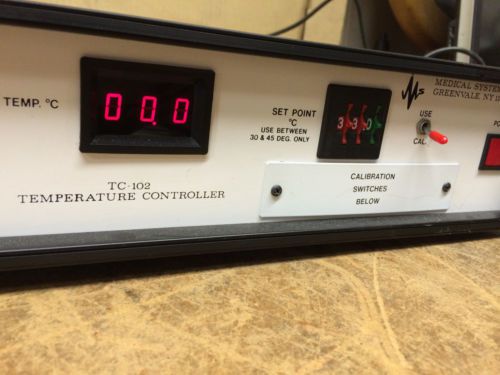 TEMP. °C
00.0
TC-102
TEMPERATURE CONTROLLER
SET POINT
°C
USE BETWEEN
30 & 45 DEG. ONLY
CALIBRATION
SWITCHES
BELOW
MEDICAL SYSTEM
GREENVALE NY
USE
CAL.